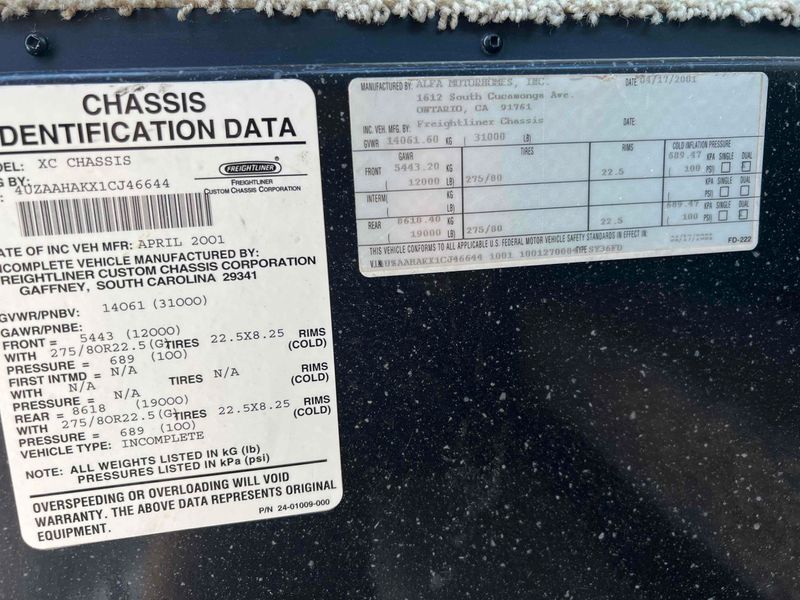 CHASSIS
DENTIFICATION DATA
DEL: XC CHASSIS
G BY:
4UZAAHAKX1CJ46644
FREIGHTLINER
FREIGHTLINER
CUSTOM CHASSIS CORPORATION
ATE OF INC VEH MFR: APRIL 2001
NCOMPLETE VEHICLE MANUFACTURED BY:
FREIGHTLINER CUSTOM CHASSIS CORPORATION
GAFFNEY, SOUTH CAROLINA 29341
GVWR/PNBV: 14061 (31000)
GAWR/PNBE:
FRONT = 5443 (12000)
WITH 275/80R22.5(G) TIRES 22.5X8.25 RIMS
PRESSURE = 689 (100) (COLD)
FIRST INTMD = N/A
WITH N/A TIRES N/A RIMS
PRESSURE = N/A (COLD)
REAR = 8618 (19000)
WITH 275/80R22.5(G) TIRES 22.5X8.25 RIMS
PRESSURE = 689 (100) (COLD)
VEHICLE TYPE: INCOMPLETE
NOTE: ALL WEIGHTS LISTED IN kG (lb)
PRESSURES LISTED IN kPa (psi)
OVERSPEEDING OR OVERLOADING WILL VOID
WARRANTY. THE ABOVE DATA REPRESENTS ORIGINAL
EQUIPMENT.
P/N 24-01009-000
MANUFACTURED BY: ALFA MOTORHOMES, INC. DATE: 04/17/2001
1612 South Cucamonga Ave.
ONTARIO, CA 91761
INC. VEH. MFG. BY: Freightliner Chassis DATE:
GVWR 14061.60 KG (31000 LB)
GAWR TIRES RIMS COLD INFLATION PRESSURE
FRONT 5443.20 KG 689.47 KPA SINGLE DUAL
12000 LB) 275/80 22.5 (100 PSI)
INTERM( KG KPA SINGLE DUAL
LB) PSI)
REAR 8618.40 KG 689.47 KPA SINGLE DUAL
19000 LB) 275/80 22.5 (100 PSI)
THIS VEHICLE CONFORMS TO ALL APPLICABLE U.S. FEDERAL MOTOR VEHICLE SAFETY STANDARDS IN EFFECT IN: FD-222
V.I.N. 4UZAAHAKX1CJ46644 1001 TYPE: SY36FD